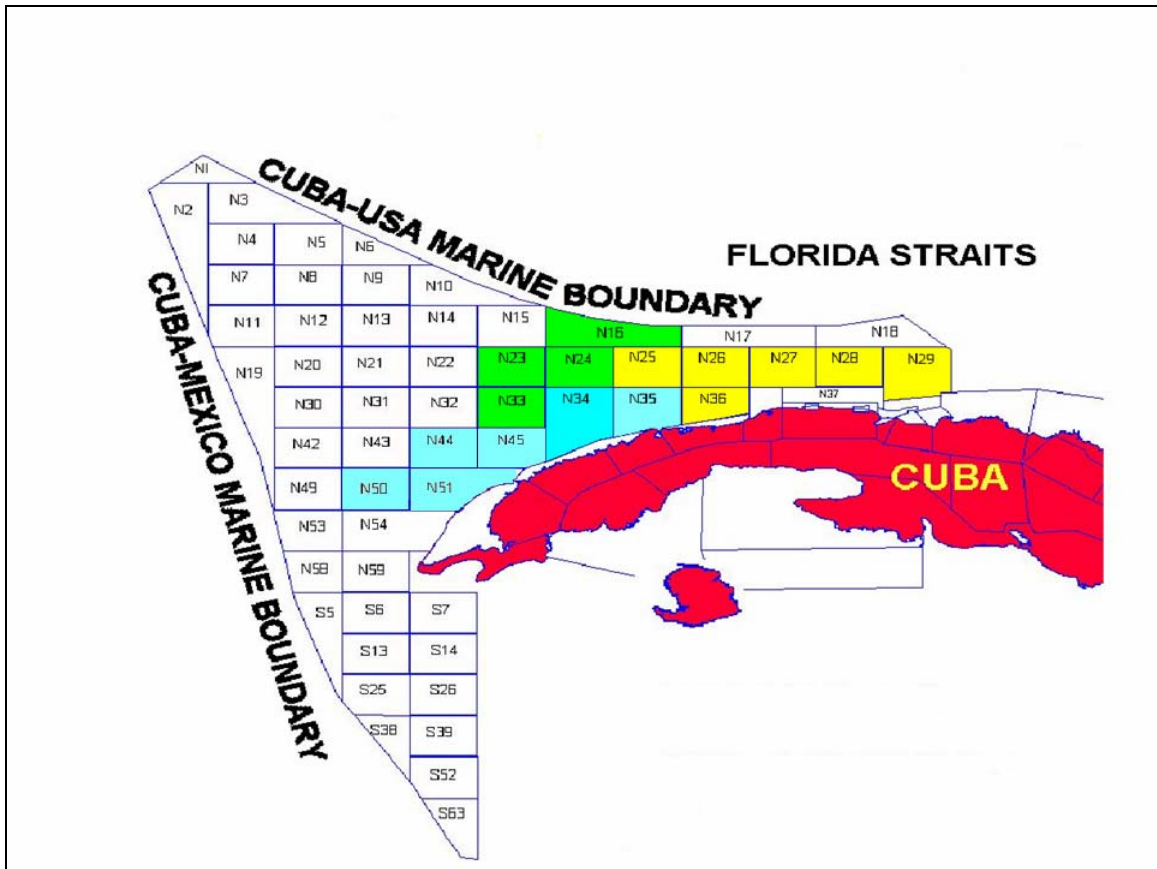 N1
CUBA-USA MARINE BOUNDARY
N2
N3
N4
N5
N6
FLORIDA STRAITS
CUBA-MEXICO MARINE BOUNDARY
N7
N8
N9
N10
N11
N12
N13
N14
N15
N16
N17
N18
N19
N20
N21
N22
N23
N24
N25
N26
N27
N28
N29
N30
N31
N32
N33
N34
N35
N36
N37
N42
N43
N44
N45
CUBA
N49
N50
N51
N53
N54
N58
N59
S5
S6
S7
S13
S14
S25
S26
S38
S39
S52
S63